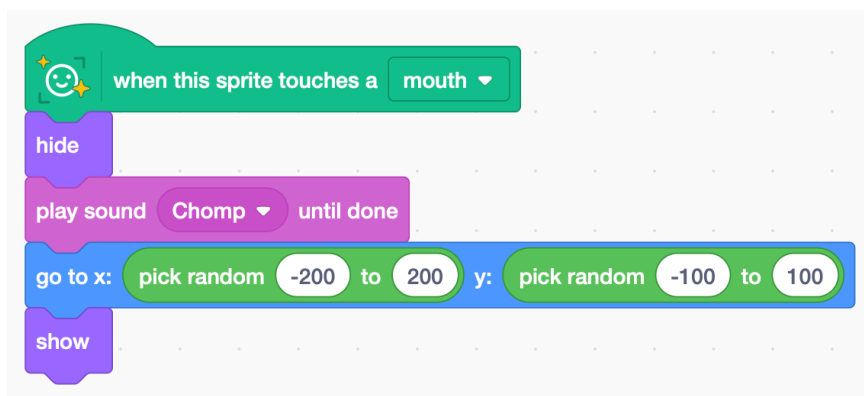 when this sprite touches a mouth
hide
play sound Chomp until done
go to x: pick random -200 to 200 y: pick random -100 to 100
show